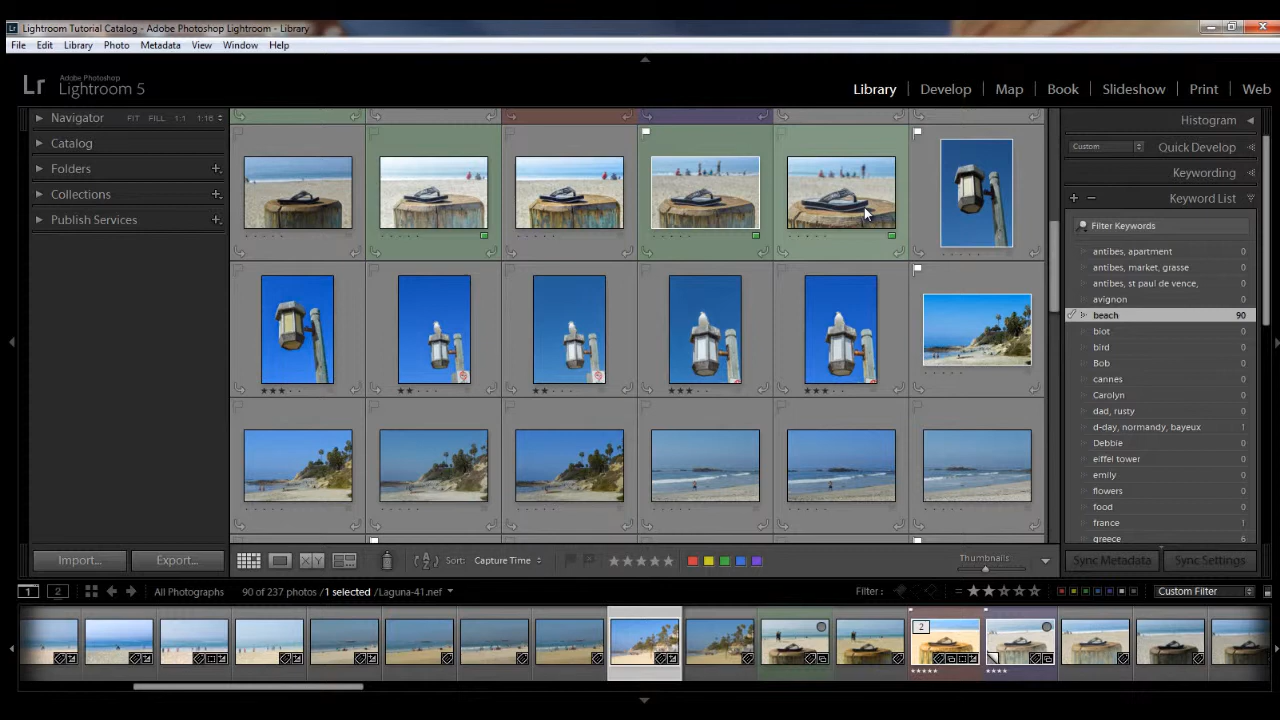 Lightroom Tutorial Catalog - Adobe Photoshop Lightroom - Library
File Edit Library Photo Metadata View Window Help
Lr Adobe Photoshop Lightroom 5
Library | Develop | Map | Book | Slideshow | Print | Web
Navigator FIT FILL 1:1 1:16
Catalog
Folders
Collections
Publish Services
Histogram
Custom Quick Develop
Keywording
Keyword List
Filter Keywords
antibes, apartment 0
antibes, market, grasse 0
antibes, st paul de vence, 0
avignon 0
beach 90
biot 0
bird 0
Bob 0
cannes 0
Carolyn 0
dad, rusty 0
d-day, normandy, bayeux 1
Debbie 0
eiffel tower 0
emily 0
flowers 0
food 0
france 1
greece 6
Import... Export...
XY Sort: Capture Time Thumbnails
Sync Metadata Sync Settings
1 2 All Photographs 90 of 237 photos / 1 selected / Laguna-41.nef Filter: Custom Filter
2